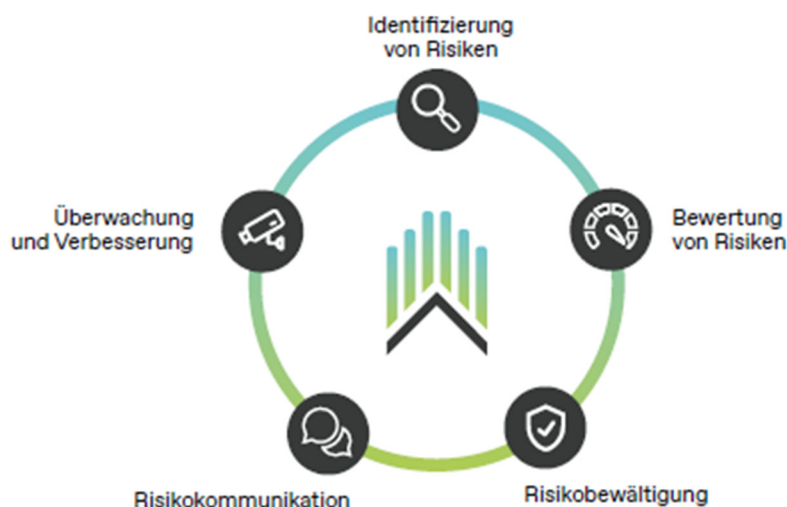 Identifizierung
von Risiken
Bewertung
von Risiken
Risikobewältigung
Risikokommunikation
Überwachung
und Verbesserung